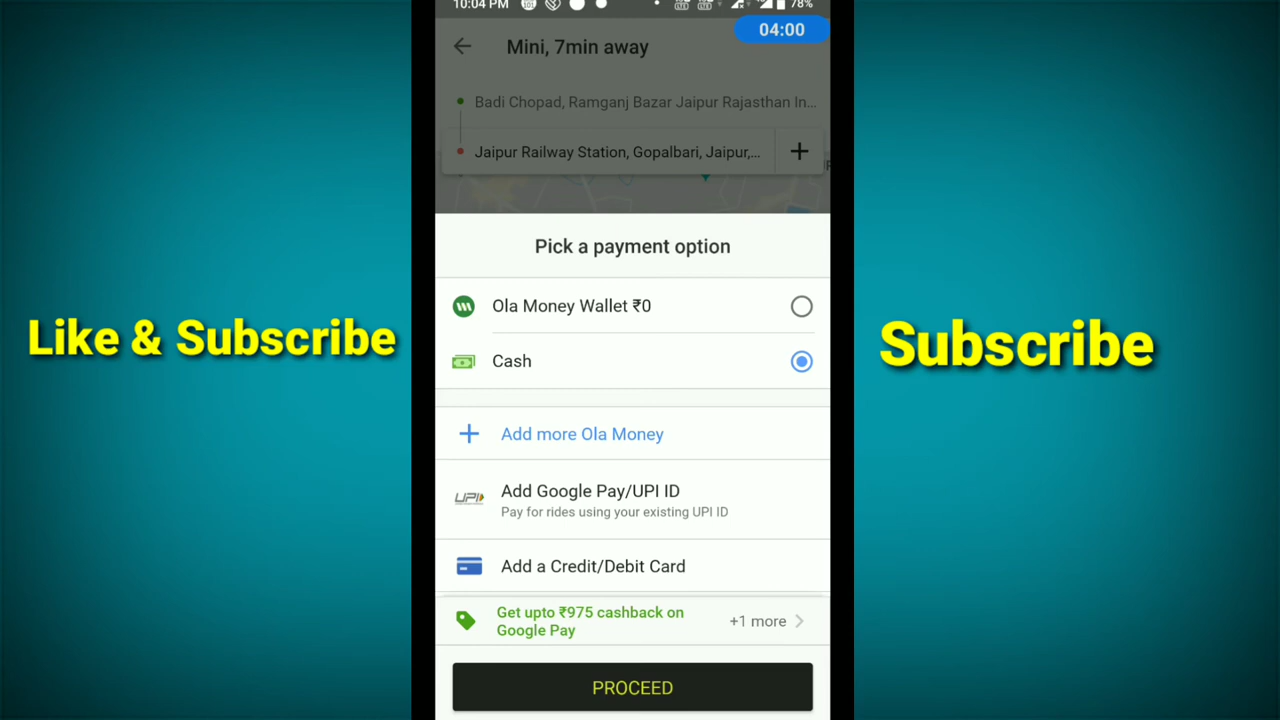 10:04 PM
78%
04:00
Mini, 7min away
Badi Chopad, Ramganj Bazar Jaipur Rajasthan In...
Jaipur Railway Station, Gopalbari, Jaipur,...
Pick a payment option
Ola Money Wallet ₹0
Cash
Add more Ola Money
UPI
Add Google Pay/UPI ID
Pay for rides using your existing UPI ID
Add a Credit/Debit Card
Get upto ₹975 cashback on
Google Pay
+1 more
PROCEED
Like & Subscribe
Subscribe